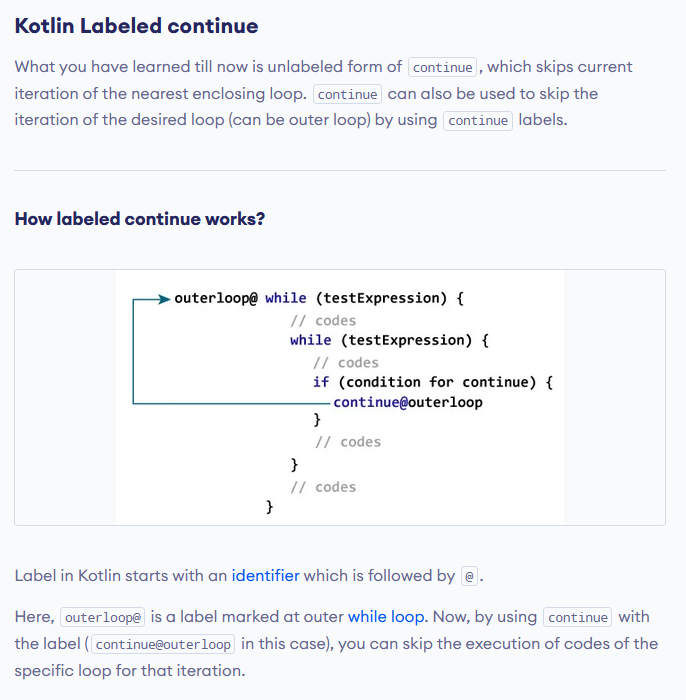 Kotlin Labeled continue
What you have learned till now is unlabeled form of continue , which skips current
iteration of the nearest enclosing loop. continue can also be used to skip the
iteration of the desired loop (can be outer loop) by using continue labels.
How labeled continue works?
outerloop@ while (testExpression) {
// codes
while (testExpression) {
// codes
if (condition for continue) {
continue@outerloop
}
// codes
}
// codes
}
Label in Kotlin starts with an identifier which is followed by @ .
Here, outerloop@ is a label marked at outer while loop. Now, by using continue with
the label ( continue@outerloop in this case), you can skip the execution of codes of the
specific loop for that iteration.